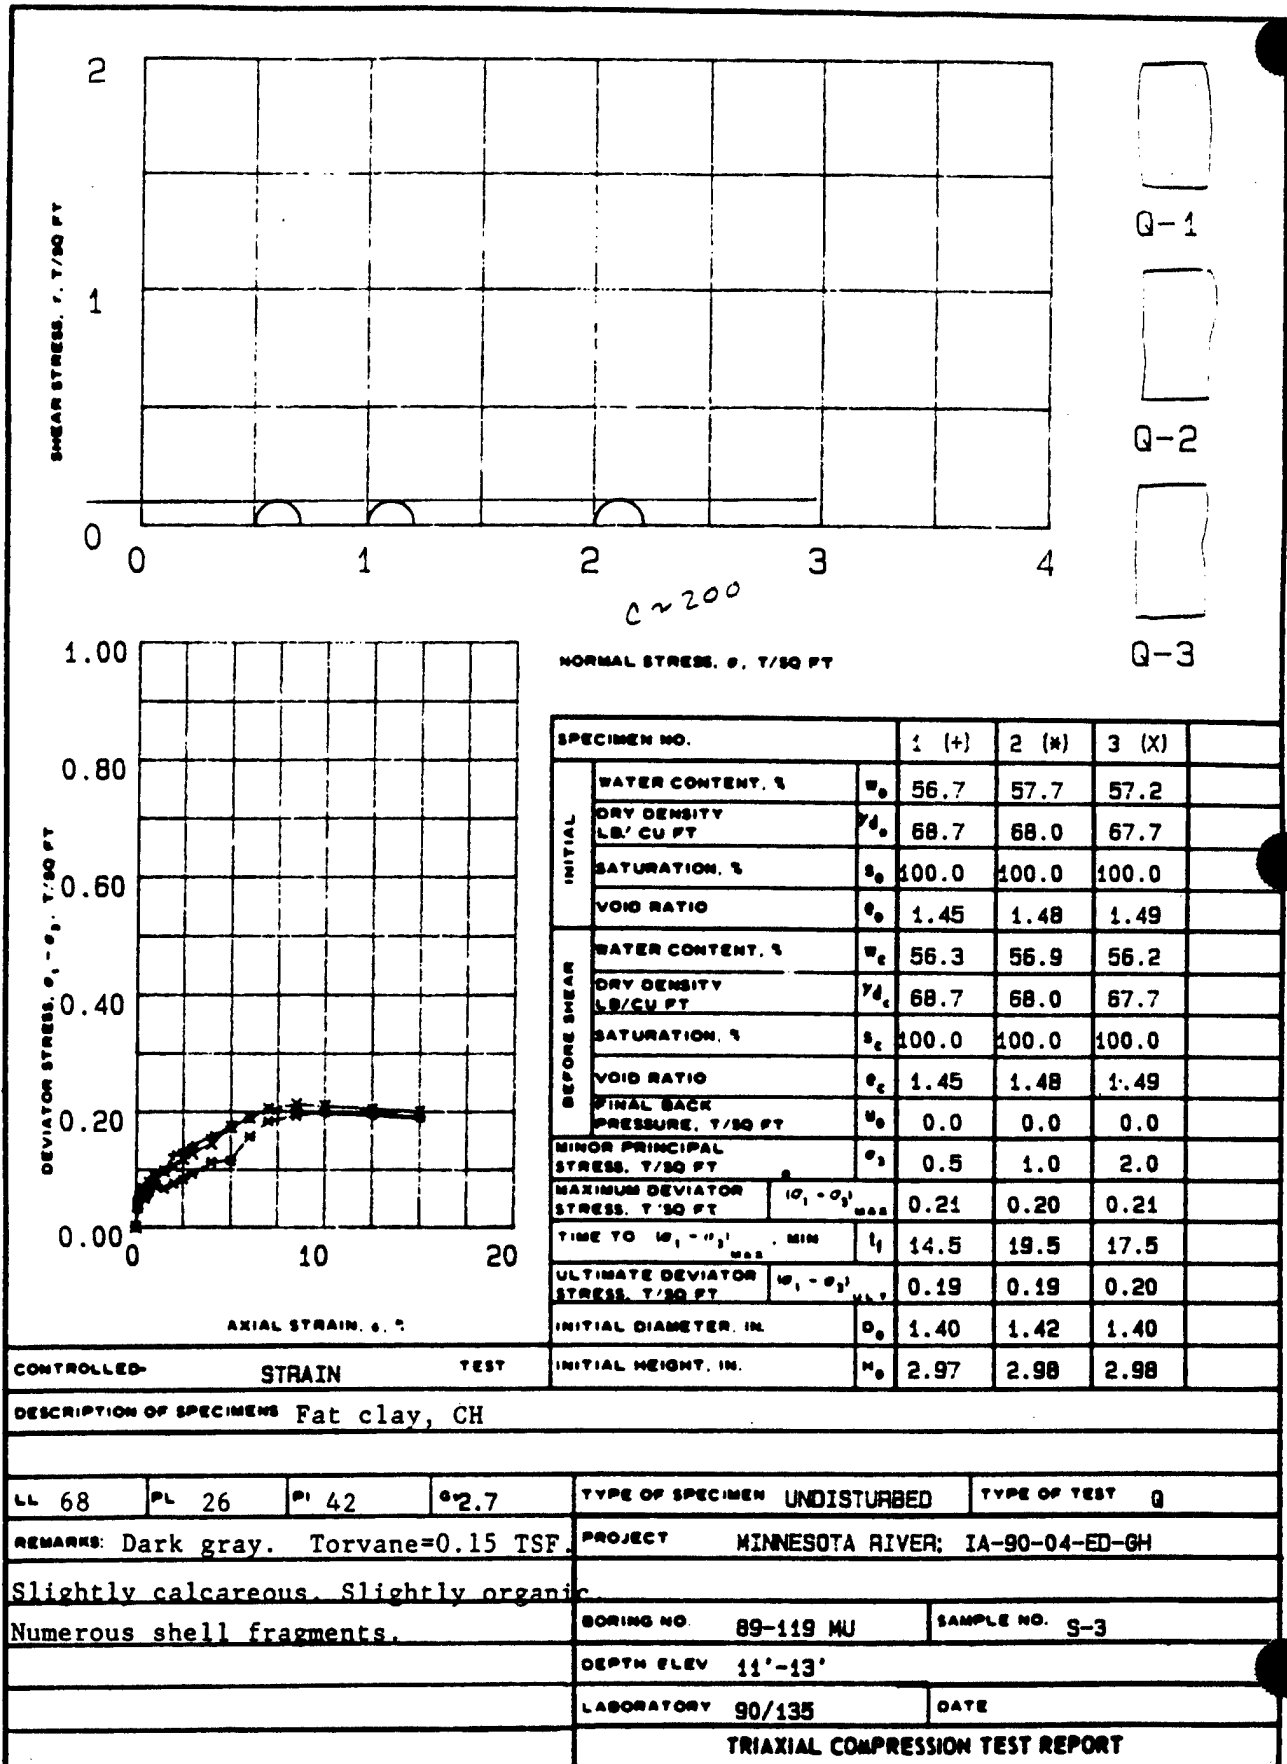 2
1
0
SHEAR STRESS, τ, T/SQ FT
0 1 2 3 4
C ~ 200
NORMAL STRESS, σ, T/SQ FT
Q-1
Q-2
Q-3
1.00
0.80
0.60
0.40
0.20
0.00
DEVIATOR STRESS, σ₁ - σ₃, T/SQ FT
0 10 20
AXIAL STRAIN, ε, %
CONTROLLED- STRAIN TEST
SPECIMEN NO. 1 (+) 2 (*) 3 (X)
INITIAL
WATER CONTENT, % w₀ 56.7 57.7 57.2
DRY DENSITY LB/ CU FT γd₀ 68.7 68.0 67.7
SATURATION, % S₀ 100.0 100.0 100.0
VOID RATIO e₀ 1.45 1.48 1.49
BEFORE SHEAR
WATER CONTENT, % wc 56.3 56.9 56.2
DRY DENSITY LB/CU FT γdc 68.7 68.0 67.7
SATURATION, % Sc 100.0 100.0 100.0
VOID RATIO ec 1.45 1.48 1.49
FINAL BACK PRESSURE, T/SQ FT u₀ 0.0 0.0 0.0
MINOR PRINCIPAL STRESS, T/SQ FT σ₃ 0.5 1.0 2.0
MAXIMUM DEVIATOR STRESS, T/SQ FT (σ₁ - σ₃)MAX 0.21 0.20 0.21
TIME TO (σ₁ - σ₃)MAX, MIN tf 14.5 19.5 17.5
ULTIMATE DEVIATOR STRESS, T/SQ FT (σ₁ - σ₃)ULT 0.19 0.19 0.20
INITIAL DIAMETER, IN. D₀ 1.40 1.42 1.40
INITIAL HEIGHT, IN. H₀ 2.97 2.98 2.98
DESCRIPTION OF SPECIMENS Fat clay, CH
LL 68 PL 26 PI 42 G 2.7 TYPE OF SPECIMEN UNDISTURBED TYPE OF TEST Q
REMARKS: Dark gray. Torvane=0.15 TSF.
Slightly calcareous. Slightly organic.
Numerous shell fragments.
PROJECT MINNESOTA RIVER; IA-90-04-ED-GH
BORING NO. 89-119 MU SAMPLE NO. S-3
DEPTH ELEV 11'-13'
LABORATORY 90/135 DATE
TRIAXIAL COMPRESSION TEST REPORT